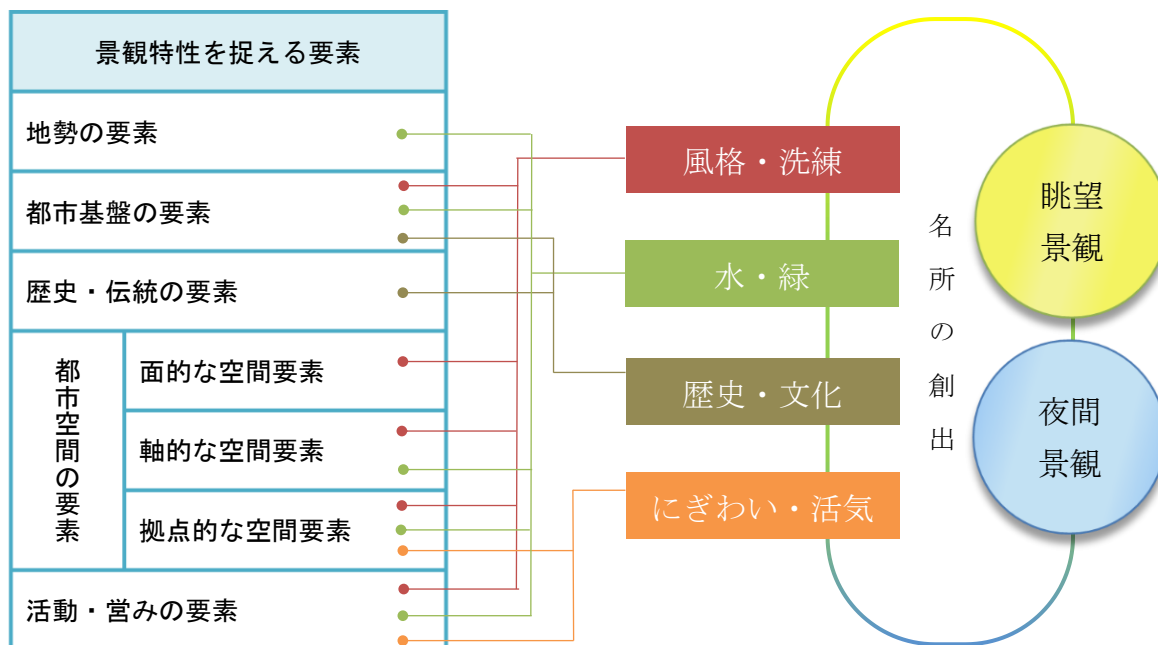 景観特性を捉える要素
地勢の要素
都市基盤の要素
歴史・伝統の要素
都市空間の要素
面的な空間要素
軸的な空間要素
拠点的な空間要素
活動・営みの要素
風格・洗練
水・緑
歴史・文化
にぎわい・活気
名所の創出
眺望
景観
夜間
景観